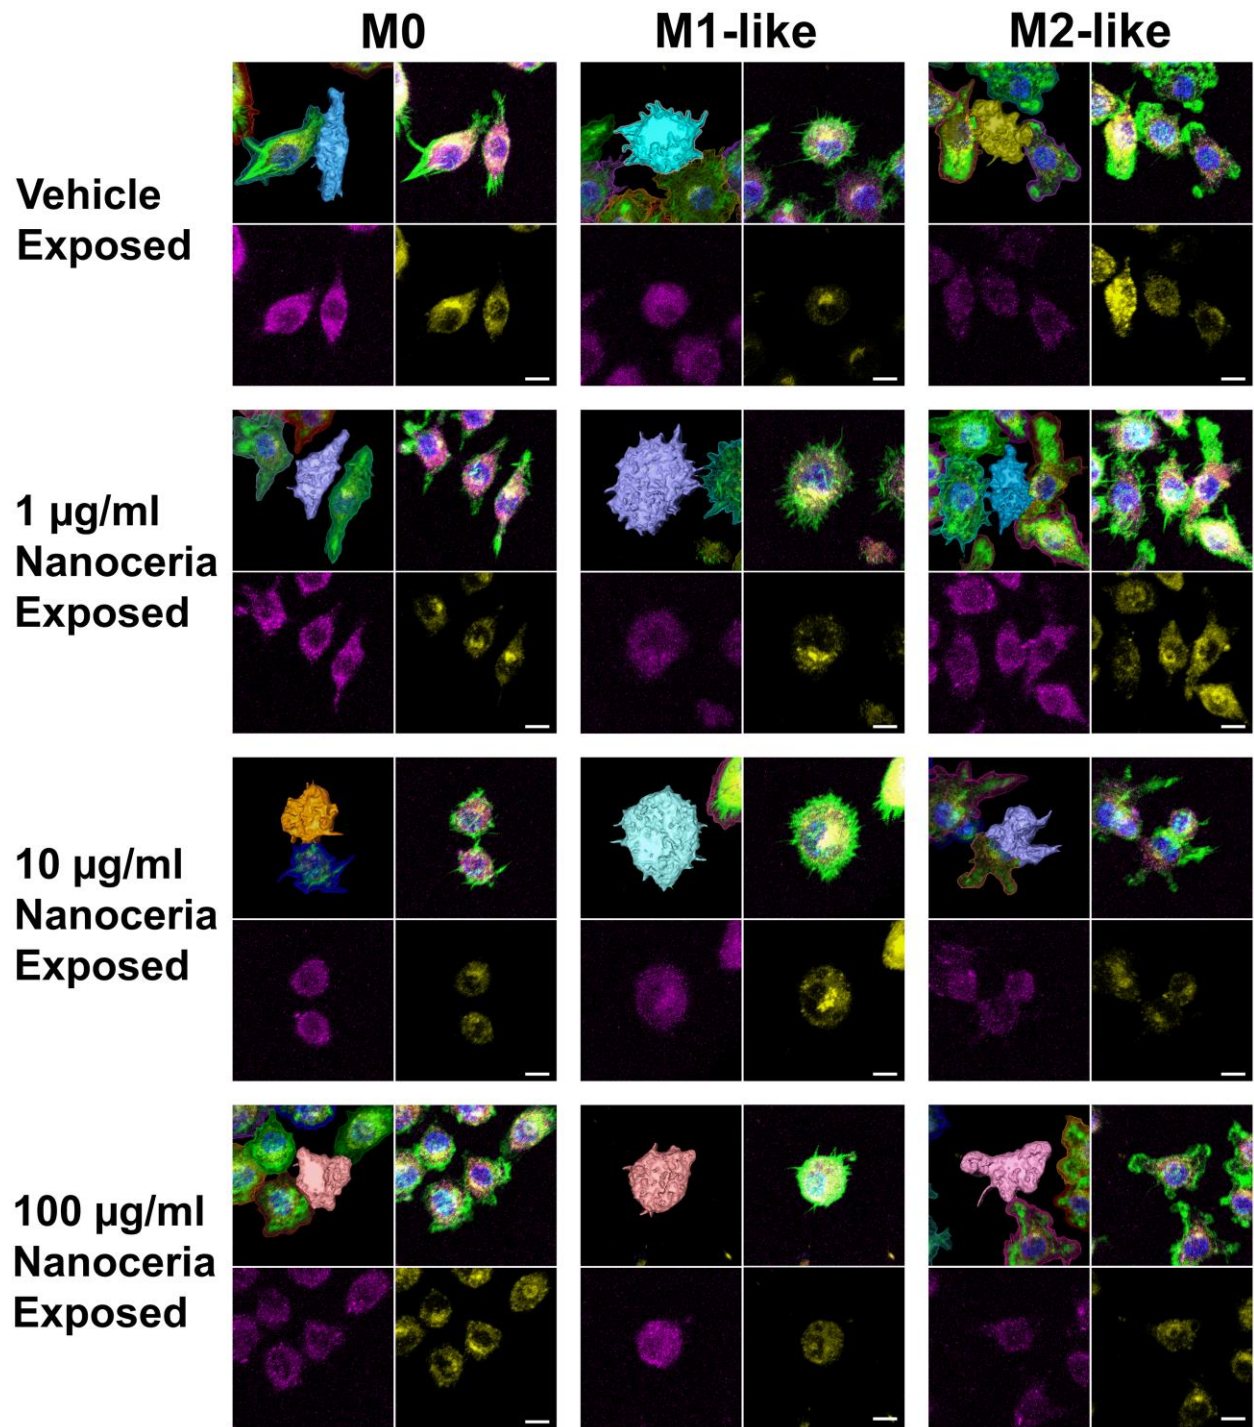 M0 M1-like M2-like
Vehicle
Exposed
1 µg/ml
Nanoceria
Exposed
10 µg/ml
Nanoceria
Exposed
100 µg/ml
Nanoceria
Exposed